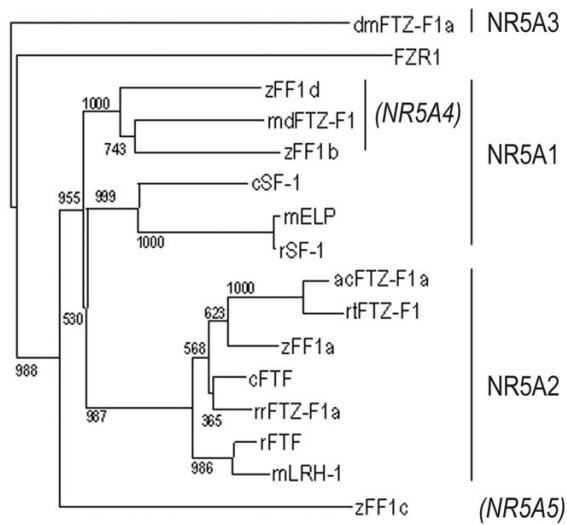 dmFTZ-F1a NR5A3
FZR1
zFF1d
1000
mdFTZ-F1 (NR5A4)
743 zFF1b NR5A1
955 999 cSF-1
mELP
1000
rSF-1
acFTZ-F1a
1000
530 623 rtFTZ-F1
568 zFF1a
988 cFTF NR5A2
987 365 rrFTZ-F1a
rFTF
986 mLRH-1
zFF1c (NR5A5)